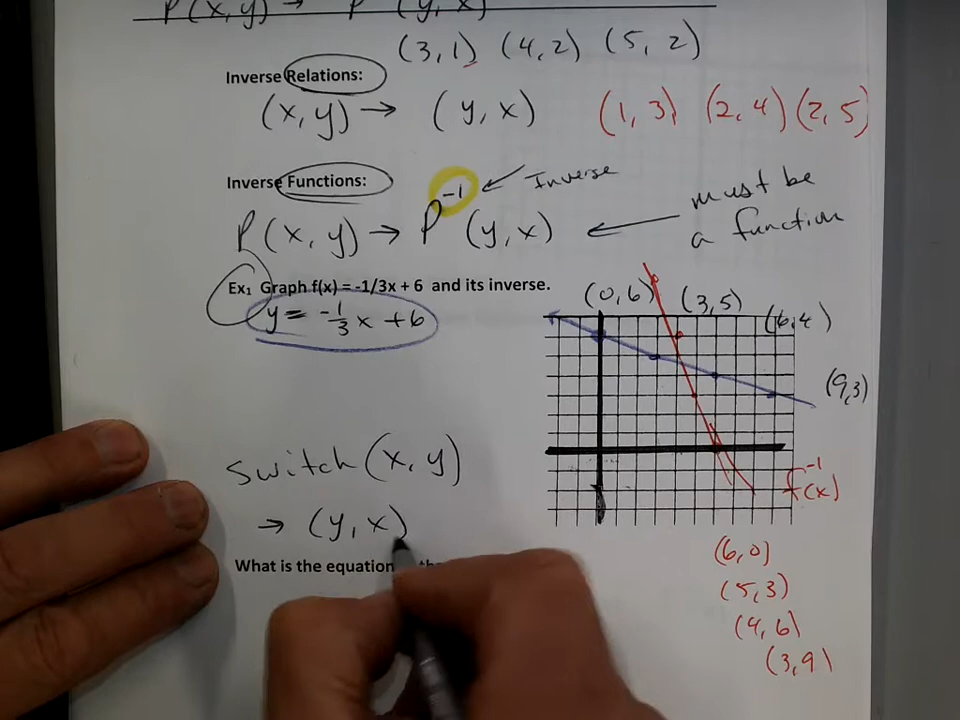 P(x,y) → P (y,x)
(3,1) (4,2) (5,2)
Inverse Relations:
(x,y) → (y,x) (1,3) (2,4) (2,5)
Inverse Functions:
-1 ← Inverse
P(x,y) → P (y,x) ← must be
a function
Ex1 Graph f(x) = -1/3x + 6 and its inverse.
y = -1/3 x + 6
(0,6) (3,5) (6,4)
(9,3)
Switch (x,y)
→ (y,x)
f-1(x)
(6,0)
(5,3)
(4,6)
(3,9)
What is the equation